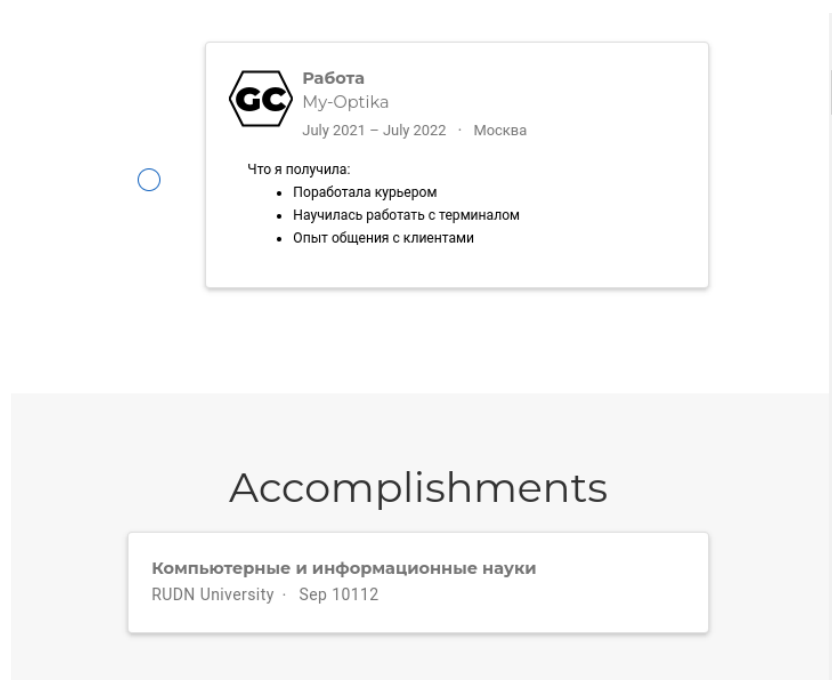 GC
Работа
My-Optika
July 2021 – July 2022 · Москва
Что я получила:
• Поработала курьером
• Научилась работать с терминалом
• Опыт общения с клиентами
Accomplishments
Компьютерные и информационные науки
RUDN University · Sep 10112